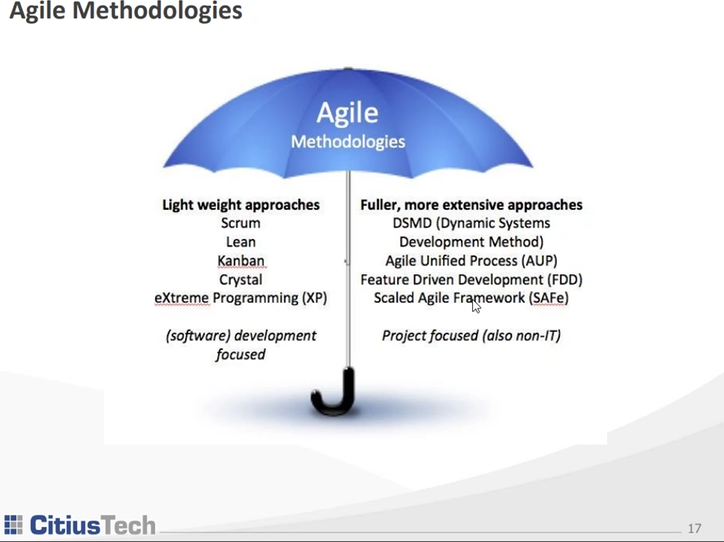 Agile Methodologies
Agile
Methodologies
Light weight approaches
Scrum
Lean
Kanban
Crystal
eXtreme Programming (XP)
(software) development
focused
Fuller, more extensive approaches
DSMD (Dynamic Systems
Development Method)
Agile Unified Process (AUP)
Feature Driven Development (FDD)
Scaled Agile Framework (SAFe)
Project focused (also non-IT)
CitiusTech
17